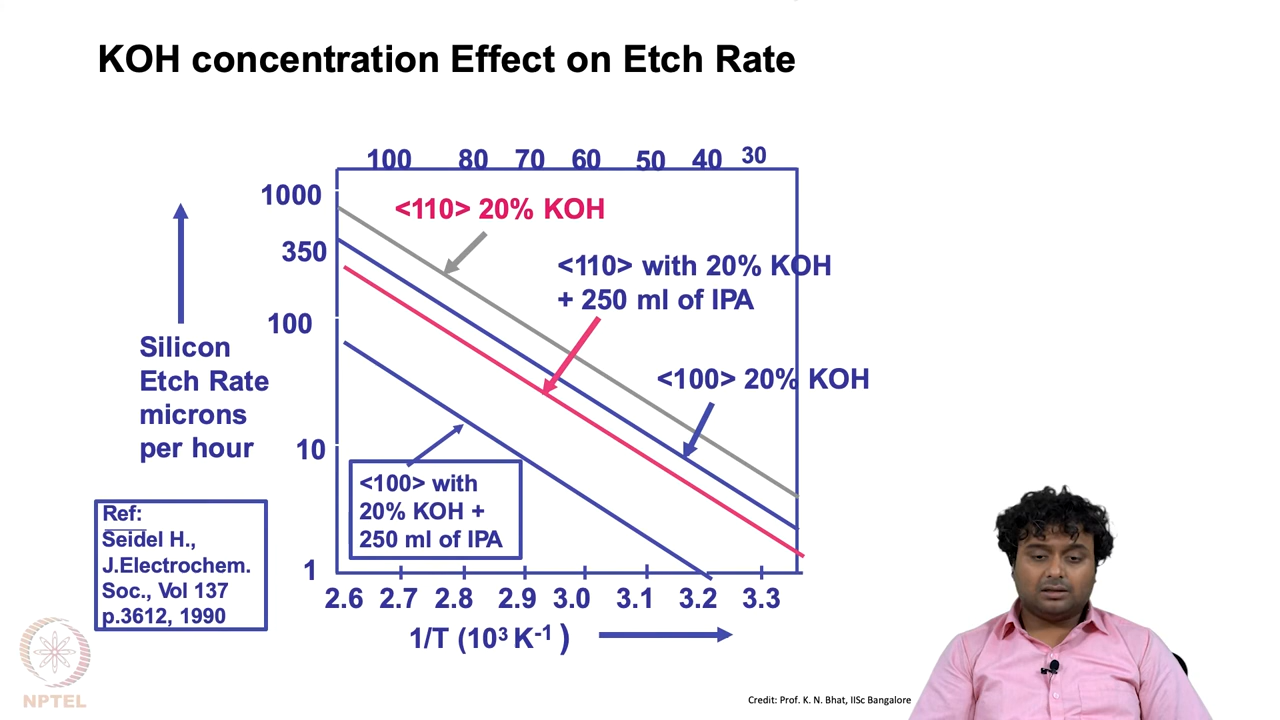 KOH concentration Effect on Etch Rate
100 80 70 60 50 40 30
1000
350
100
10
1
<110> 20% KOH
<110> with 20% KOH
+ 250 ml of IPA
<100> 20% KOH
<100> with
20% KOH +
250 ml of IPA
Silicon
Etch Rate
microns
per hour
Ref:
Seidel H.,
J.Electrochem.
Soc., Vol 137
p.3612, 1990
2.6 2.7 2.8 2.9 3.0 3.1 3.2 3.3
1/T (10³ K⁻¹ )
NPTEL
Credit: Prof. K. N. Bhat, IISc Bangalore